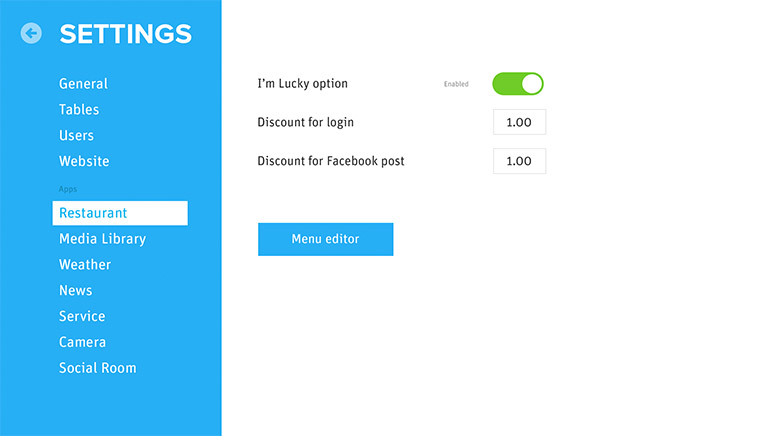 SETTINGS
General
Tables
Users
Website
Apps
Restaurant
Media Library
Weather
News
Service
Camera
Social Room
I'm Lucky option Enabled
Discount for login 1.00
Discount for Facebook post 1.00
Menu editor